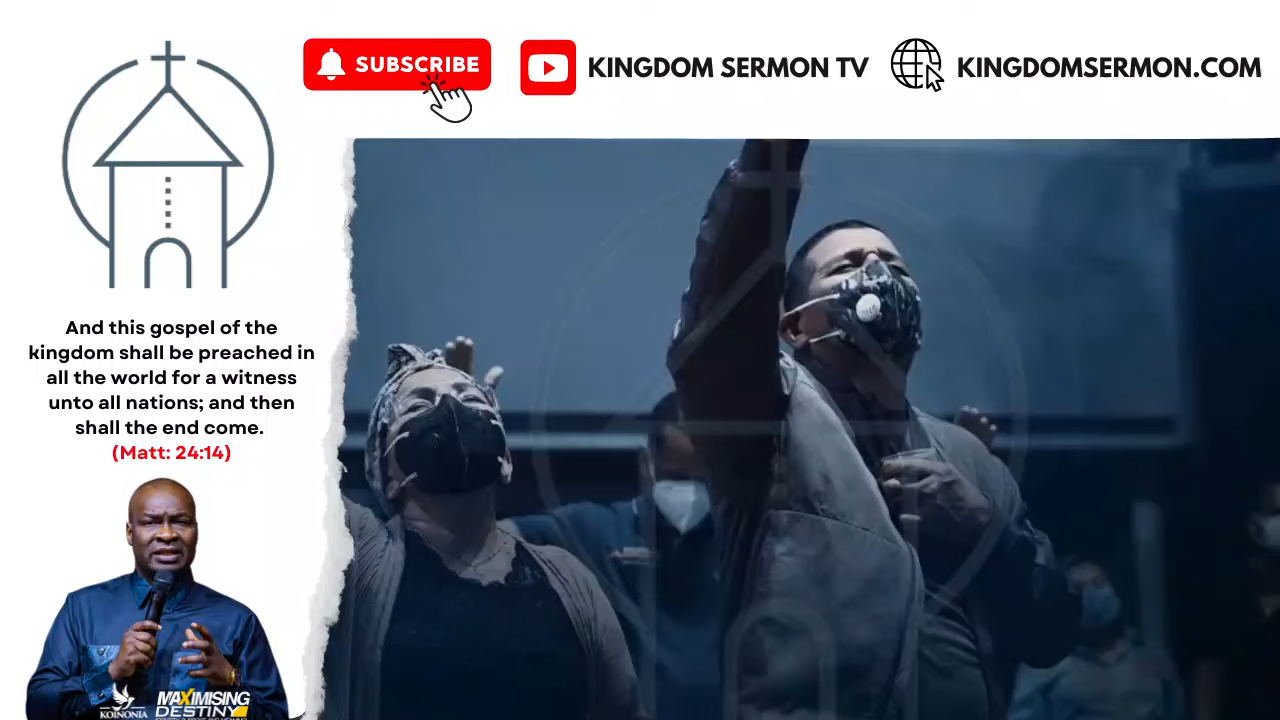 SUBSCRIBE
KINGDOM SERMON TV
KINGDOMSERMON.COM
And this gospel of the
kingdom shall be preached in
all the world for a witness
unto all nations; and then
shall the end come.
(Matt: 24:14)
KOINONIA
MAXIMISING
DESTINY